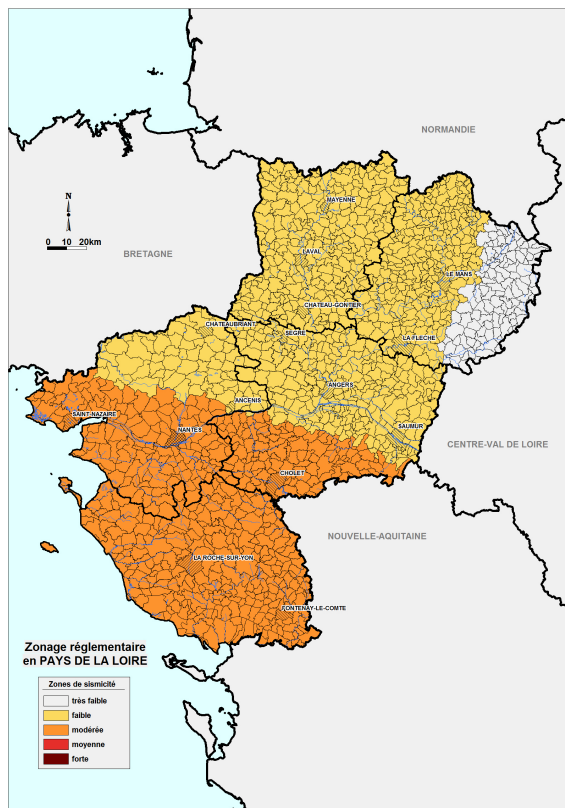 NORMANDIE
MAYENNE
N
0 10 20km
BRETAGNE
LAVAL
LE MANS
CHATEAU-GONTIER
CHATEAUBRIANT
SEGRE
LA FLECHE
ANGERS
ANCENIS
SAINT-NAZAIRE
NANTES
SAUMUR
CENTRE-VAL DE LOIRE
CHOLET
NOUVELLE-AQUITAINE
LA ROCHE-SUR-YON
FONTENAY-LE-COMTE
Zonage réglementaire
en PAYS DE LA LOIRE
Zones de sismicité
très faible
faible
modérée
moyenne
forte